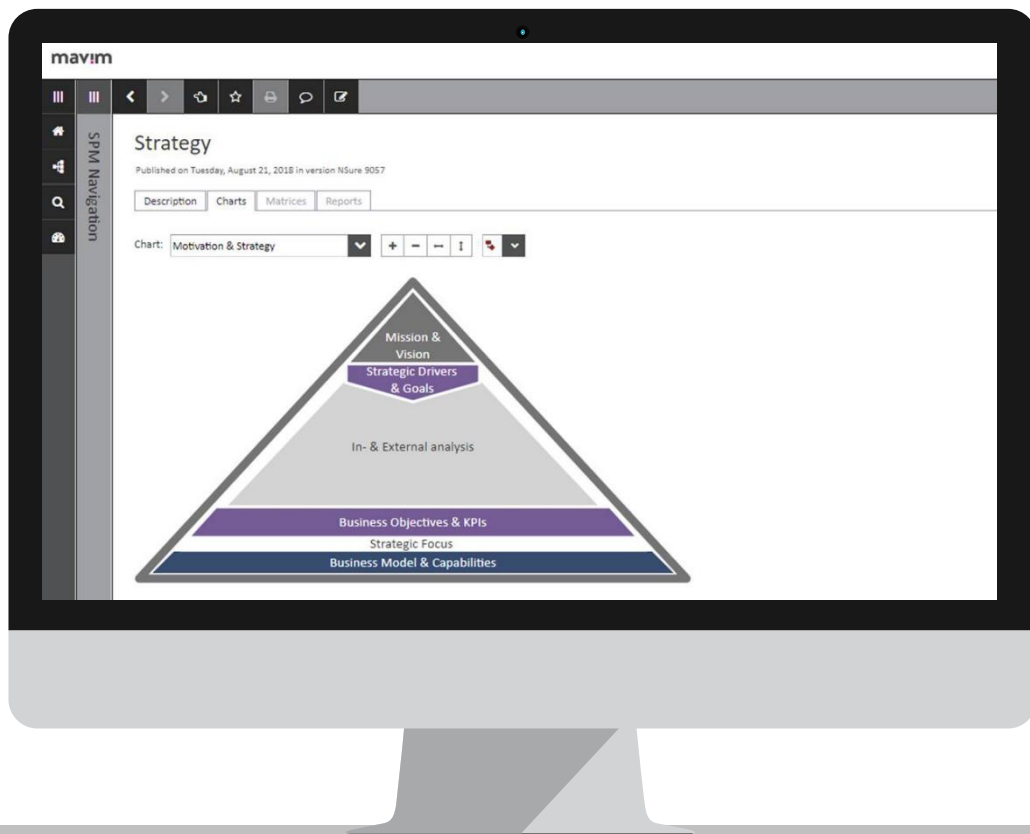 mav!m
SPM Navigation
Strategy
Published on Tuesday, August 21, 2018 in version NSure 9057
Description Charts Matrices Reports
Chart: Motivation & Strategy
Mission &
Vision
Strategic Drivers
& Goals
In- & External analysis
Business Objectives & KPIs
Strategic Focus
Business Model & Capabilities